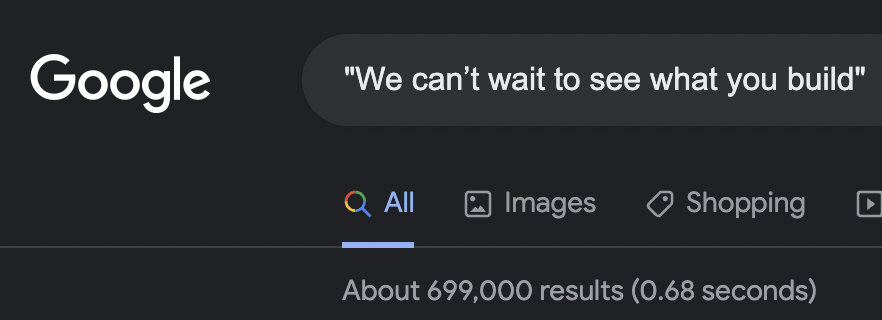 Google
"We can’t wait to see what you build"
All Images Shopping
About 699,000 results (0.68 seconds)